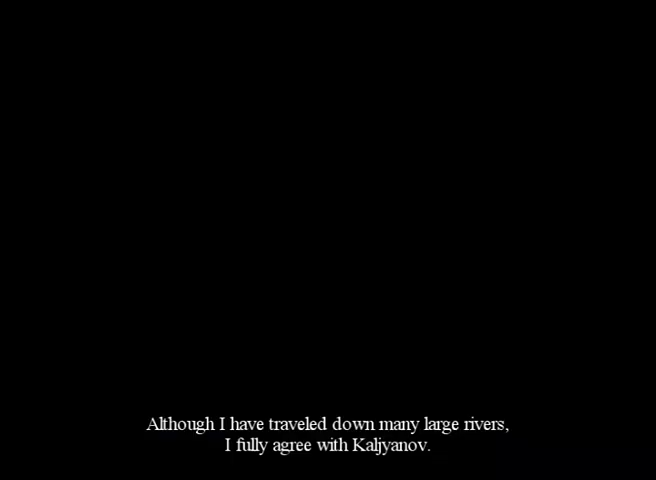 Although I have traveled down many large rivers,
I fully agree with Kaljyanov.